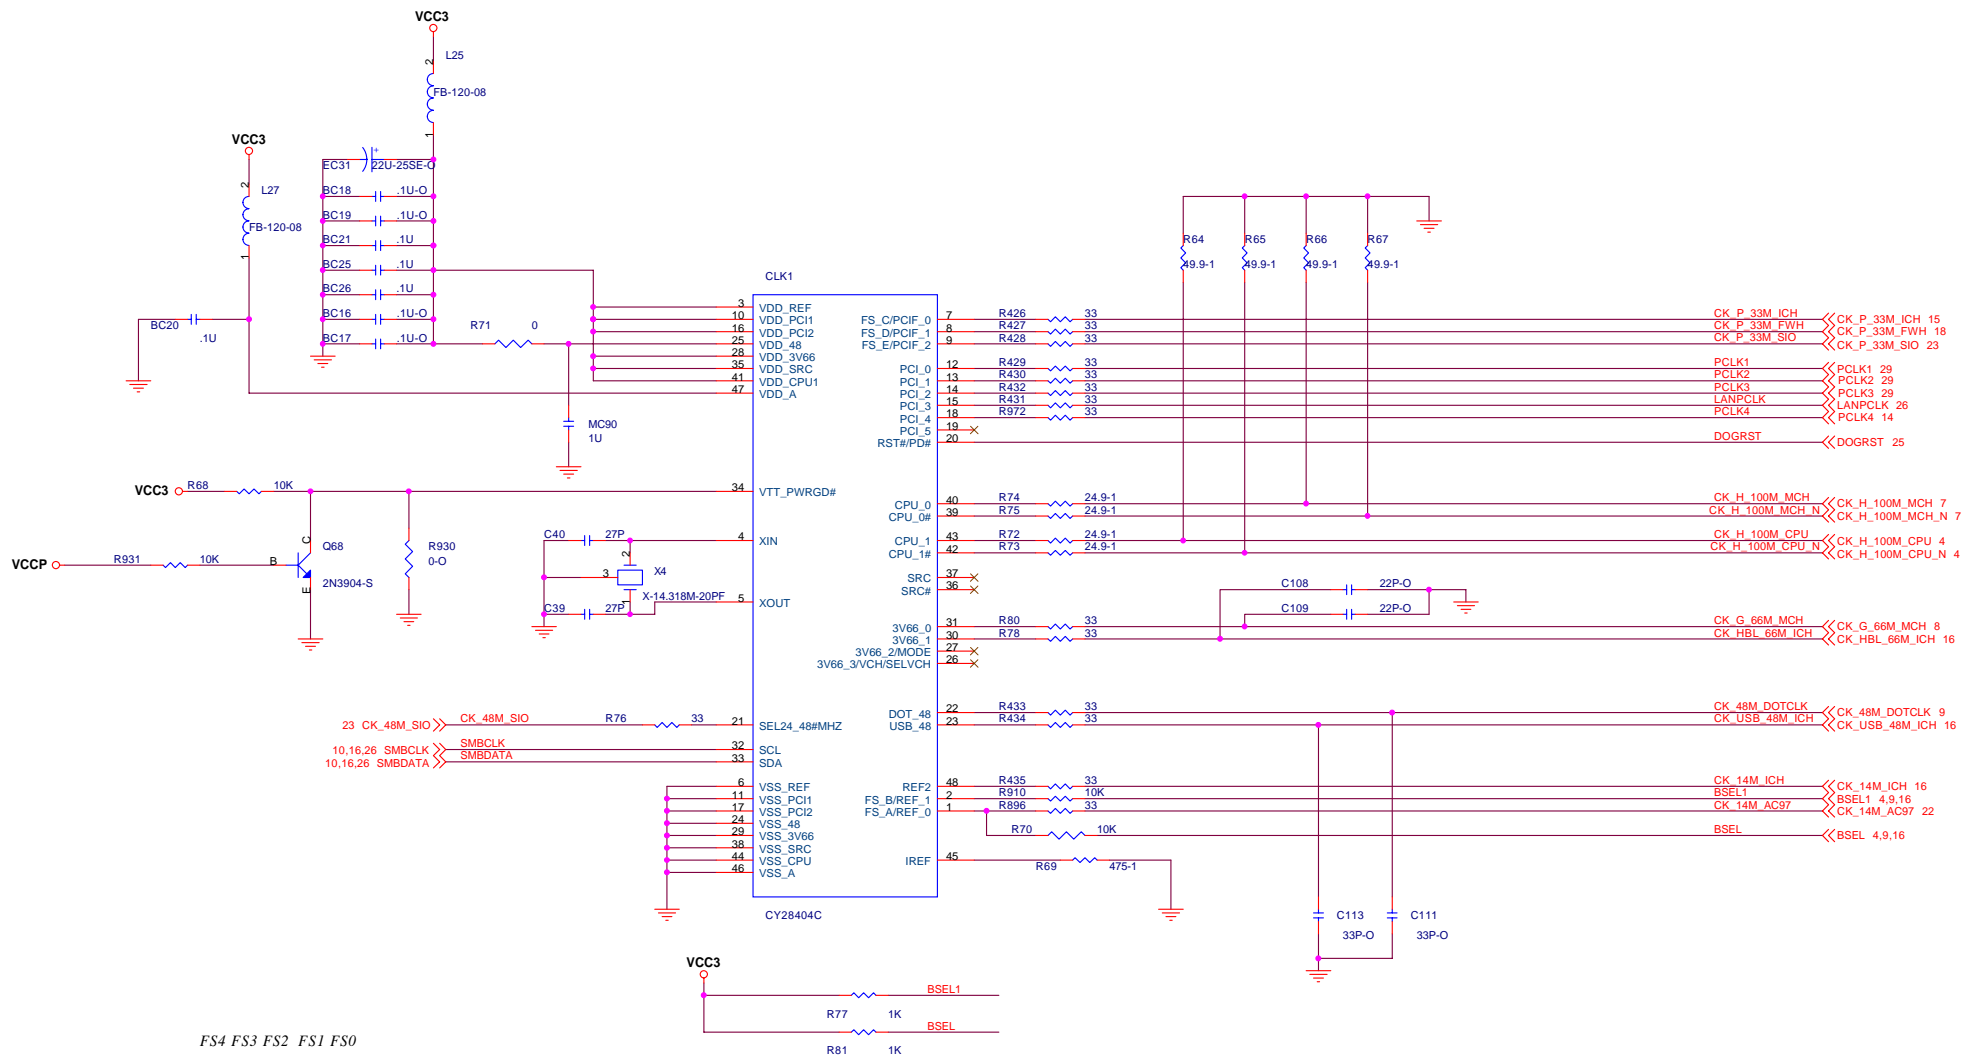 VCC3
L25
2
FB-120-08
1
VCC3
2
L27
FB-120-08
1
EC31 22U-25SE-O
+
BC18 .1U-O
BC19 .1U-O
BC21 .1U
BC25 .1U
BC26 .1U
BC16 .1U-O
BC17 .1U-O
BC20
.1U
R71 0
MC90
1U
CLK1
3 VDD_REF
10 VDD_PCI1
16 VDD_PCI2
25 VDD_48
28 VDD_3V66
35 VDD_SRC
41 VDD_CPU1
47 VDD_A
VCC3 R68 10K
34 VTT_PWRGD#
VCCP R931 10K
B
C
E
Q68
2N3904-S
R930
0-O
C40 27P
4 XIN
2
3
1
X4
X-14.318M-20PF
C39 27P
5 XOUT
23 CK_48M_SIO CK_48M_SIO R76 33 21 SEL24_48#MHZ
10,16,26 SMBCLK SMBCLK 32 SCL
10,16,26 SMBDATA SMBDATA 33 SDA
6 VSS_REF
11 VSS_PCI1
17 VSS_PCI2
24 VSS_48
29 VSS_3V66
38 VSS_SRC
44 VSS_CPU
46 VSS_A
CY28404C
R64 R65 R66 R67
49.9-1 49.9-1 49.9-1 49.9-1
FS_C/PCIF_0 7 R426 33 CK_P_33M_ICH CK_P_33M_ICH 15
FS_D/PCIF_1 8 R427 33 CK_P_33M_FWH CK_P_33M_FWH 18
FS_E/PCIF_2 9 R428 33 CK_P_33M_SIO CK_P_33M_SIO 23
PCI_0 12 R429 33 PCLK1 PCLK1 29
PCI_1 13 R430 33 PCLK2 PCLK2 29
PCI_2 14 R432 33 PCLK3 PCLK3 29
PCI_3 15 R431 33 LANPCLK LANPCLK 26
PCI_4 18 R972 33 PCLK4 PCLK4 14
PCI_5 19
RST#/PD# 20 DOGRST DOGRST 25
CPU_0 40 R74 24.9-1 CK_H_100M_MCH CK_H_100M_MCH 7
CPU_0# 39 R75 24.9-1 CK_H_100M_MCH_N CK_H_100M_MCH_N 7
CPU_1 43 R72 24.9-1 CK_H_100M_CPU CK_H_100M_CPU 4
CPU_1# 42 R73 24.9-1 CK_H_100M_CPU_N CK_H_100M_CPU_N 4
SRC 37
SRC# 36
C108 22P-O
C109 22P-O
3V66_0 31 R80 33 CK_G_66M_MCH CK_G_66M_MCH 8
3V66_1 30 R78 33 CK_HBL_66M_ICH CK_HBL_66M_ICH 16
3V66_2/MODE 27
3V66_3/VCH/SELVCH 26
DOT_48 22 R433 33 CK_48M_DOTCLK CK_48M_DOTCLK 9
USB_48 23 R434 33 CK_USB_48M_ICH CK_USB_48M_ICH 16
REF2 48 R435 33 CK_14M_ICH CK_14M_ICH 16
FS_B/REF_1 2 R910 10K BSEL1 BSEL1 4,9,16
FS_A/REF_0 1 R896 33 CK_14M_AC97 CK_14M_AC97 22
R70 10K BSEL BSEL 4,9,16
IREF 45
R69 475-1
C113 C111
33P-O 33P-O
VCC3
BSEL1
R77 1K
BSEL
R81 1K
FS4 FS3 FS2 FS1 FS0